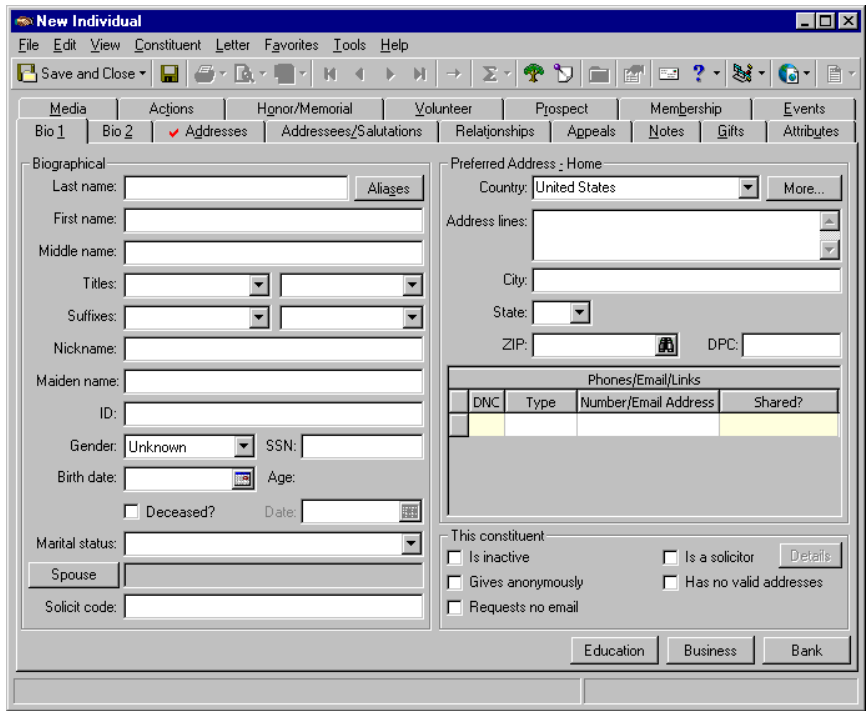 New Individual
File Edit View Constituent Letter Favorites Tools Help
Save and Close
Media Actions Honor/Memorial Volunteer Prospect Membership Events
Bio 1 Bio 2 Addresses Addressees/Salutations Relationships Appeals Notes Gifts Attributes
Biographical
Last name: Aliases
First name:
Middle name:
Titles:
Suffixes:
Nickname:
Maiden name:
ID:
Gender: Unknown SSN:
Birth date: Age:
Deceased? Date:
Marital status:
Spouse
Solicit code:
Preferred Address - Home
Country: United States More...
Address lines:
City:
State:
ZIP: DPC:
Phones/Email/Links
DNC Type Number/Email Address Shared?
This constituent
Is inactive Is a solicitor Details
Gives anonymously Has no valid addresses
Requests no email
Education Business Bank